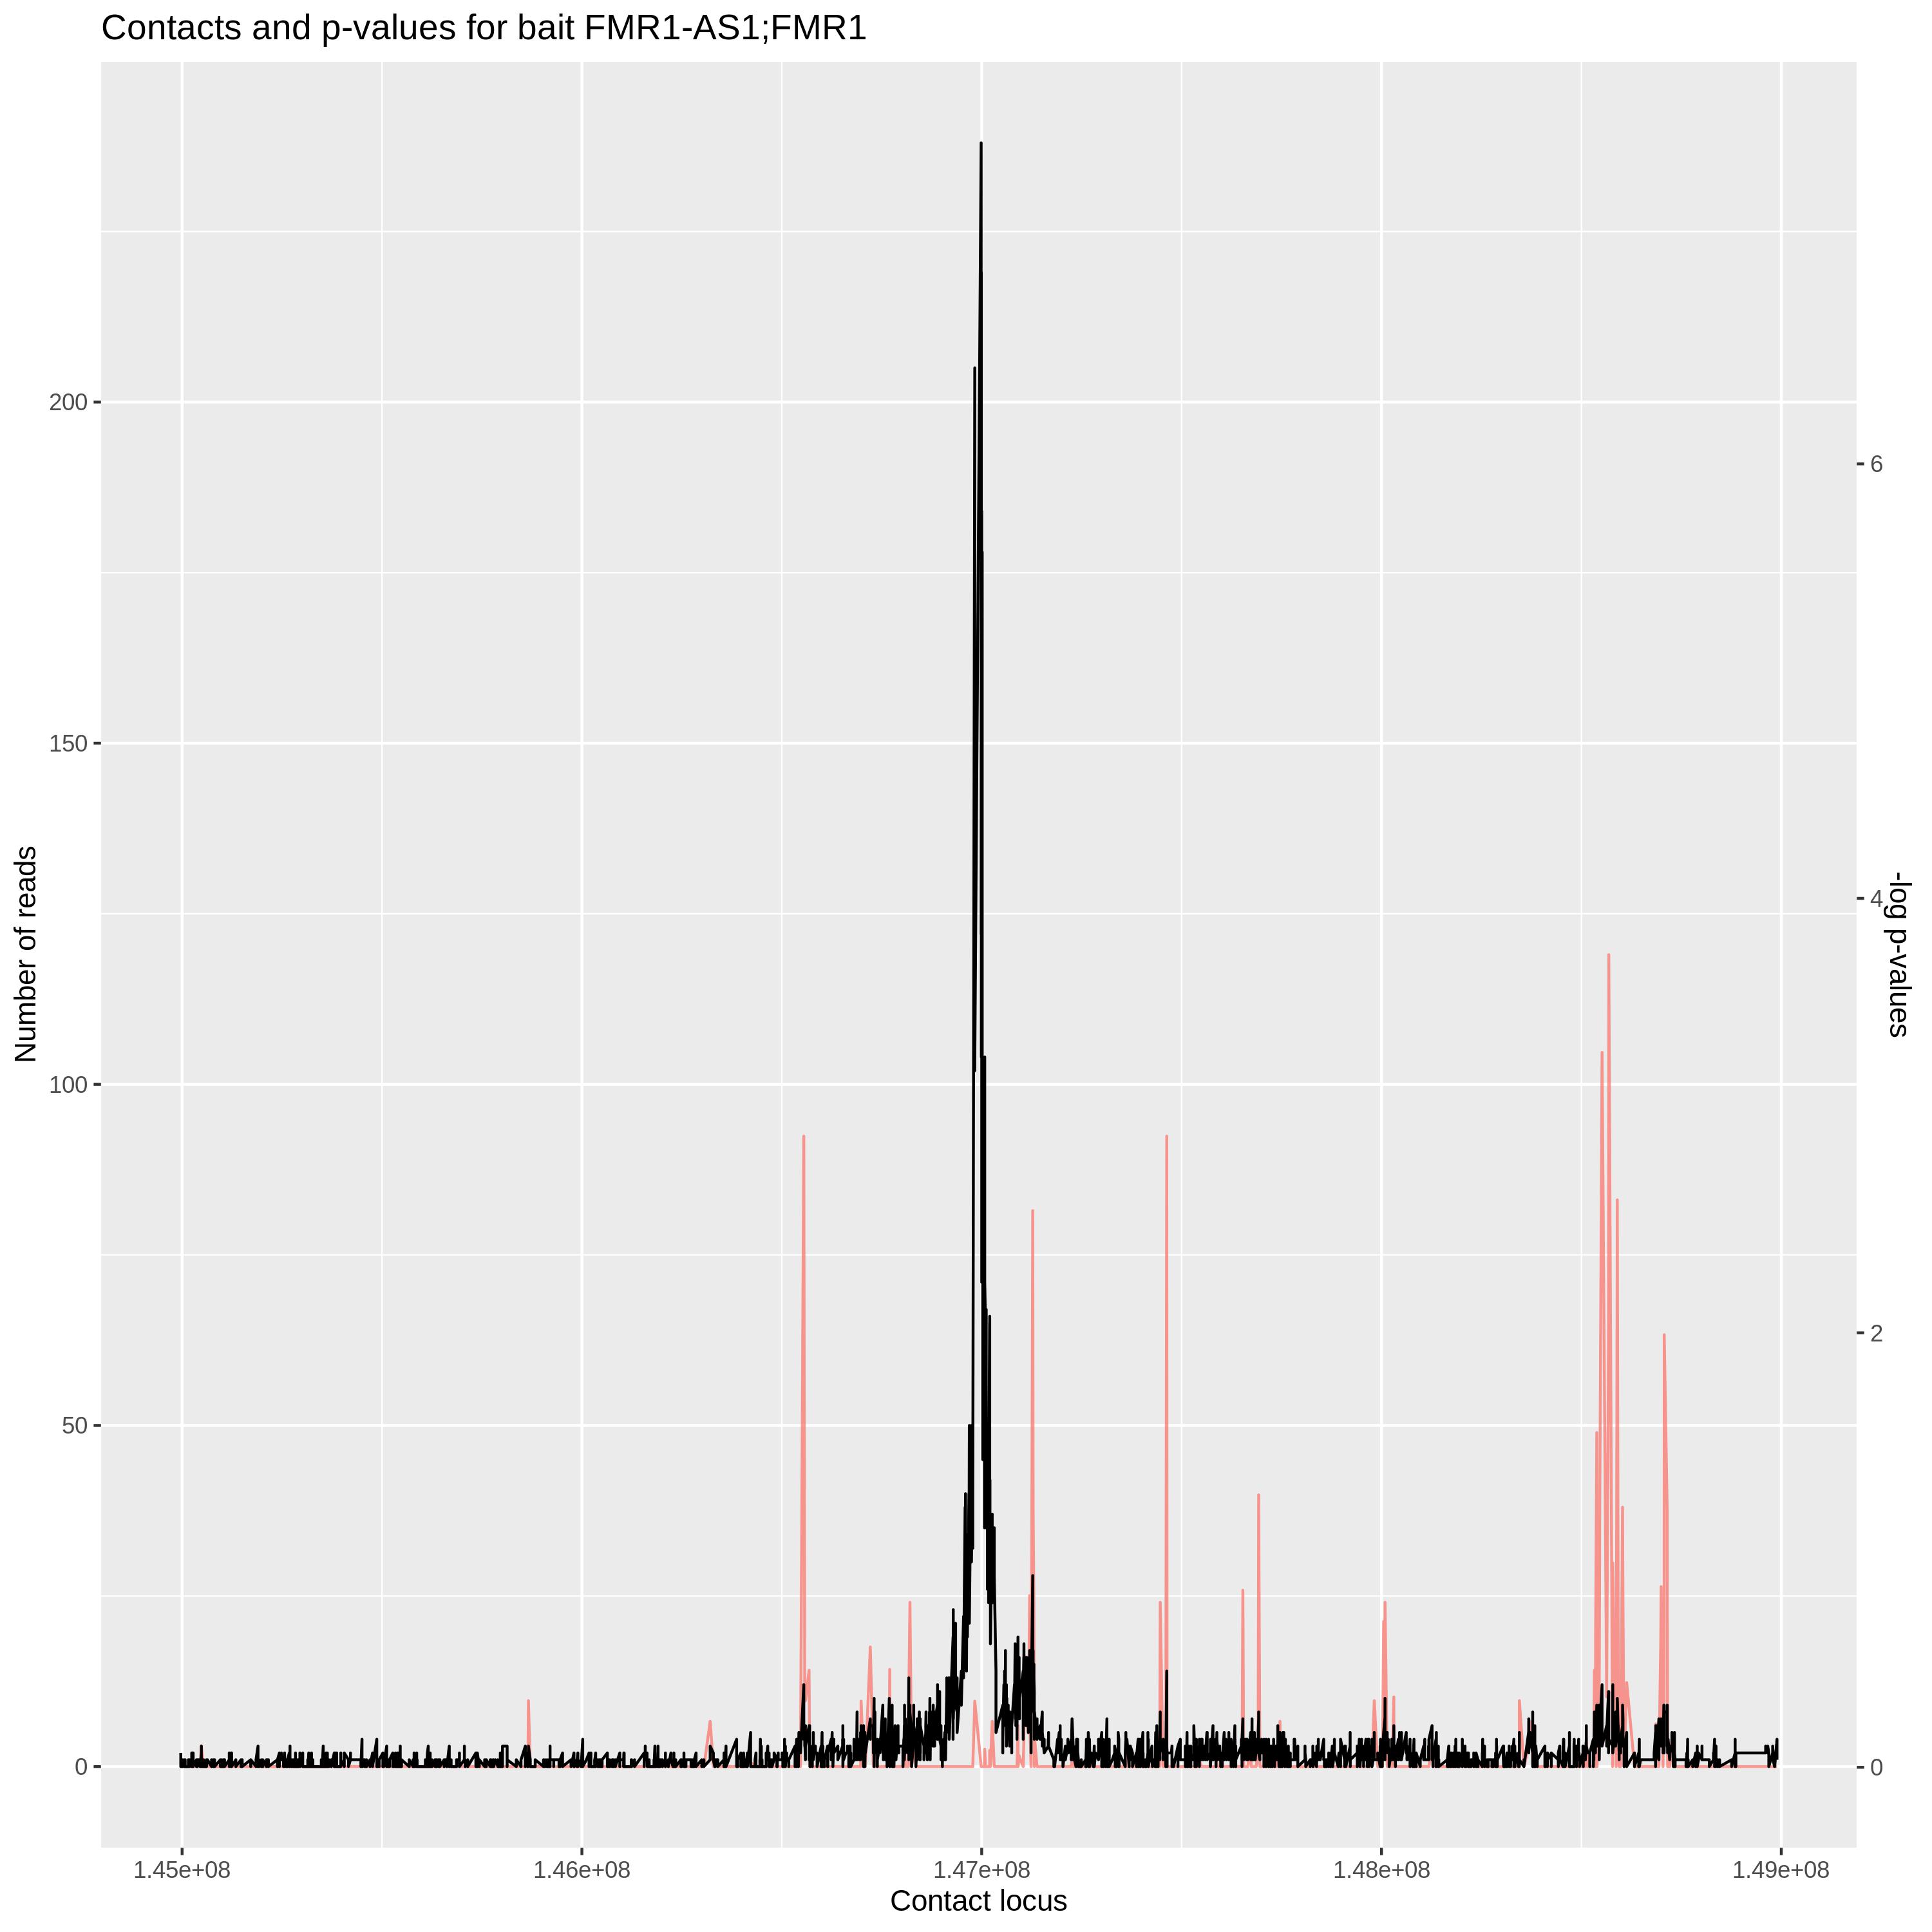 Contacts and p-values for bait FMR1-AS1;FMR1
Number of reads
200
150
100
50
0
6
4
2
0
-log p-values
1.45e+08 1.46e+08 1.47e+08 1.48e+08 1.49e+08
Contact locus